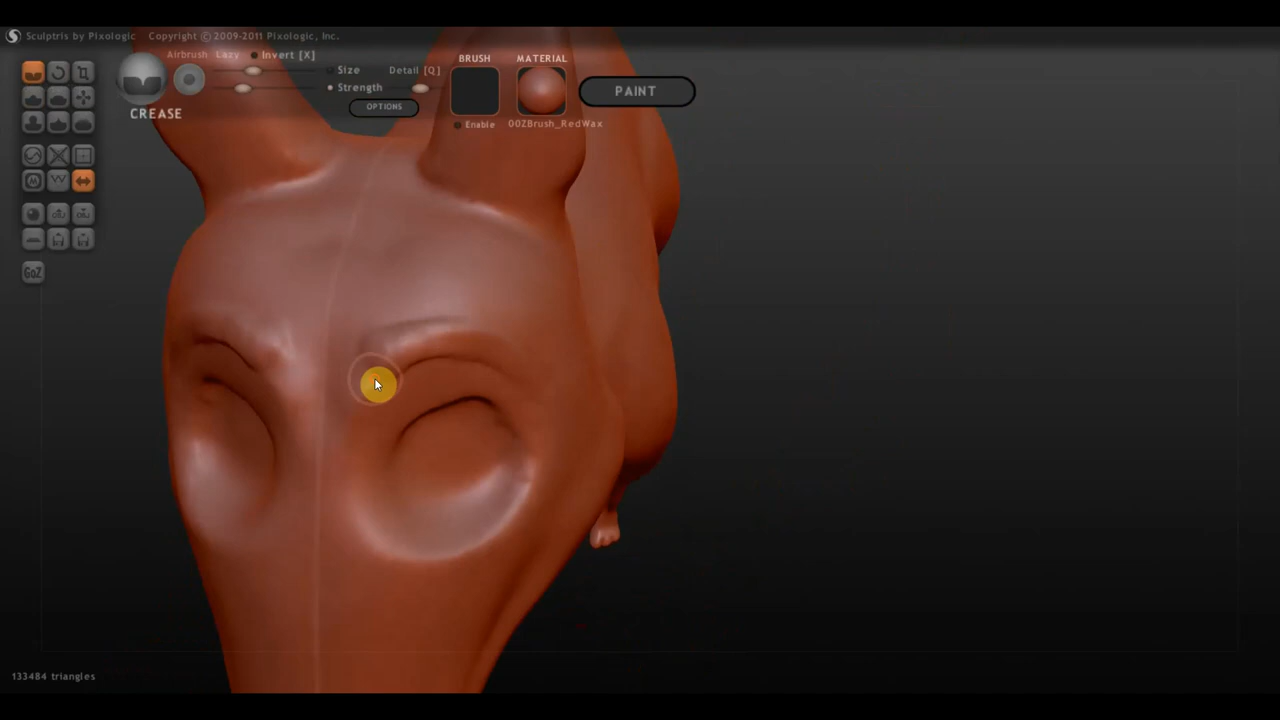 Sculptris by Pixologic Copyright © 2009-2011 Pixologic, Inc.
Airbrush Lazy Invert [X]
Size Detail [Q]
Strength
OPTIONS
CREASE
BRUSH
Enable
MATERIAL
00ZBrush_RedWax
PAINT
GoZ
133484 triangles